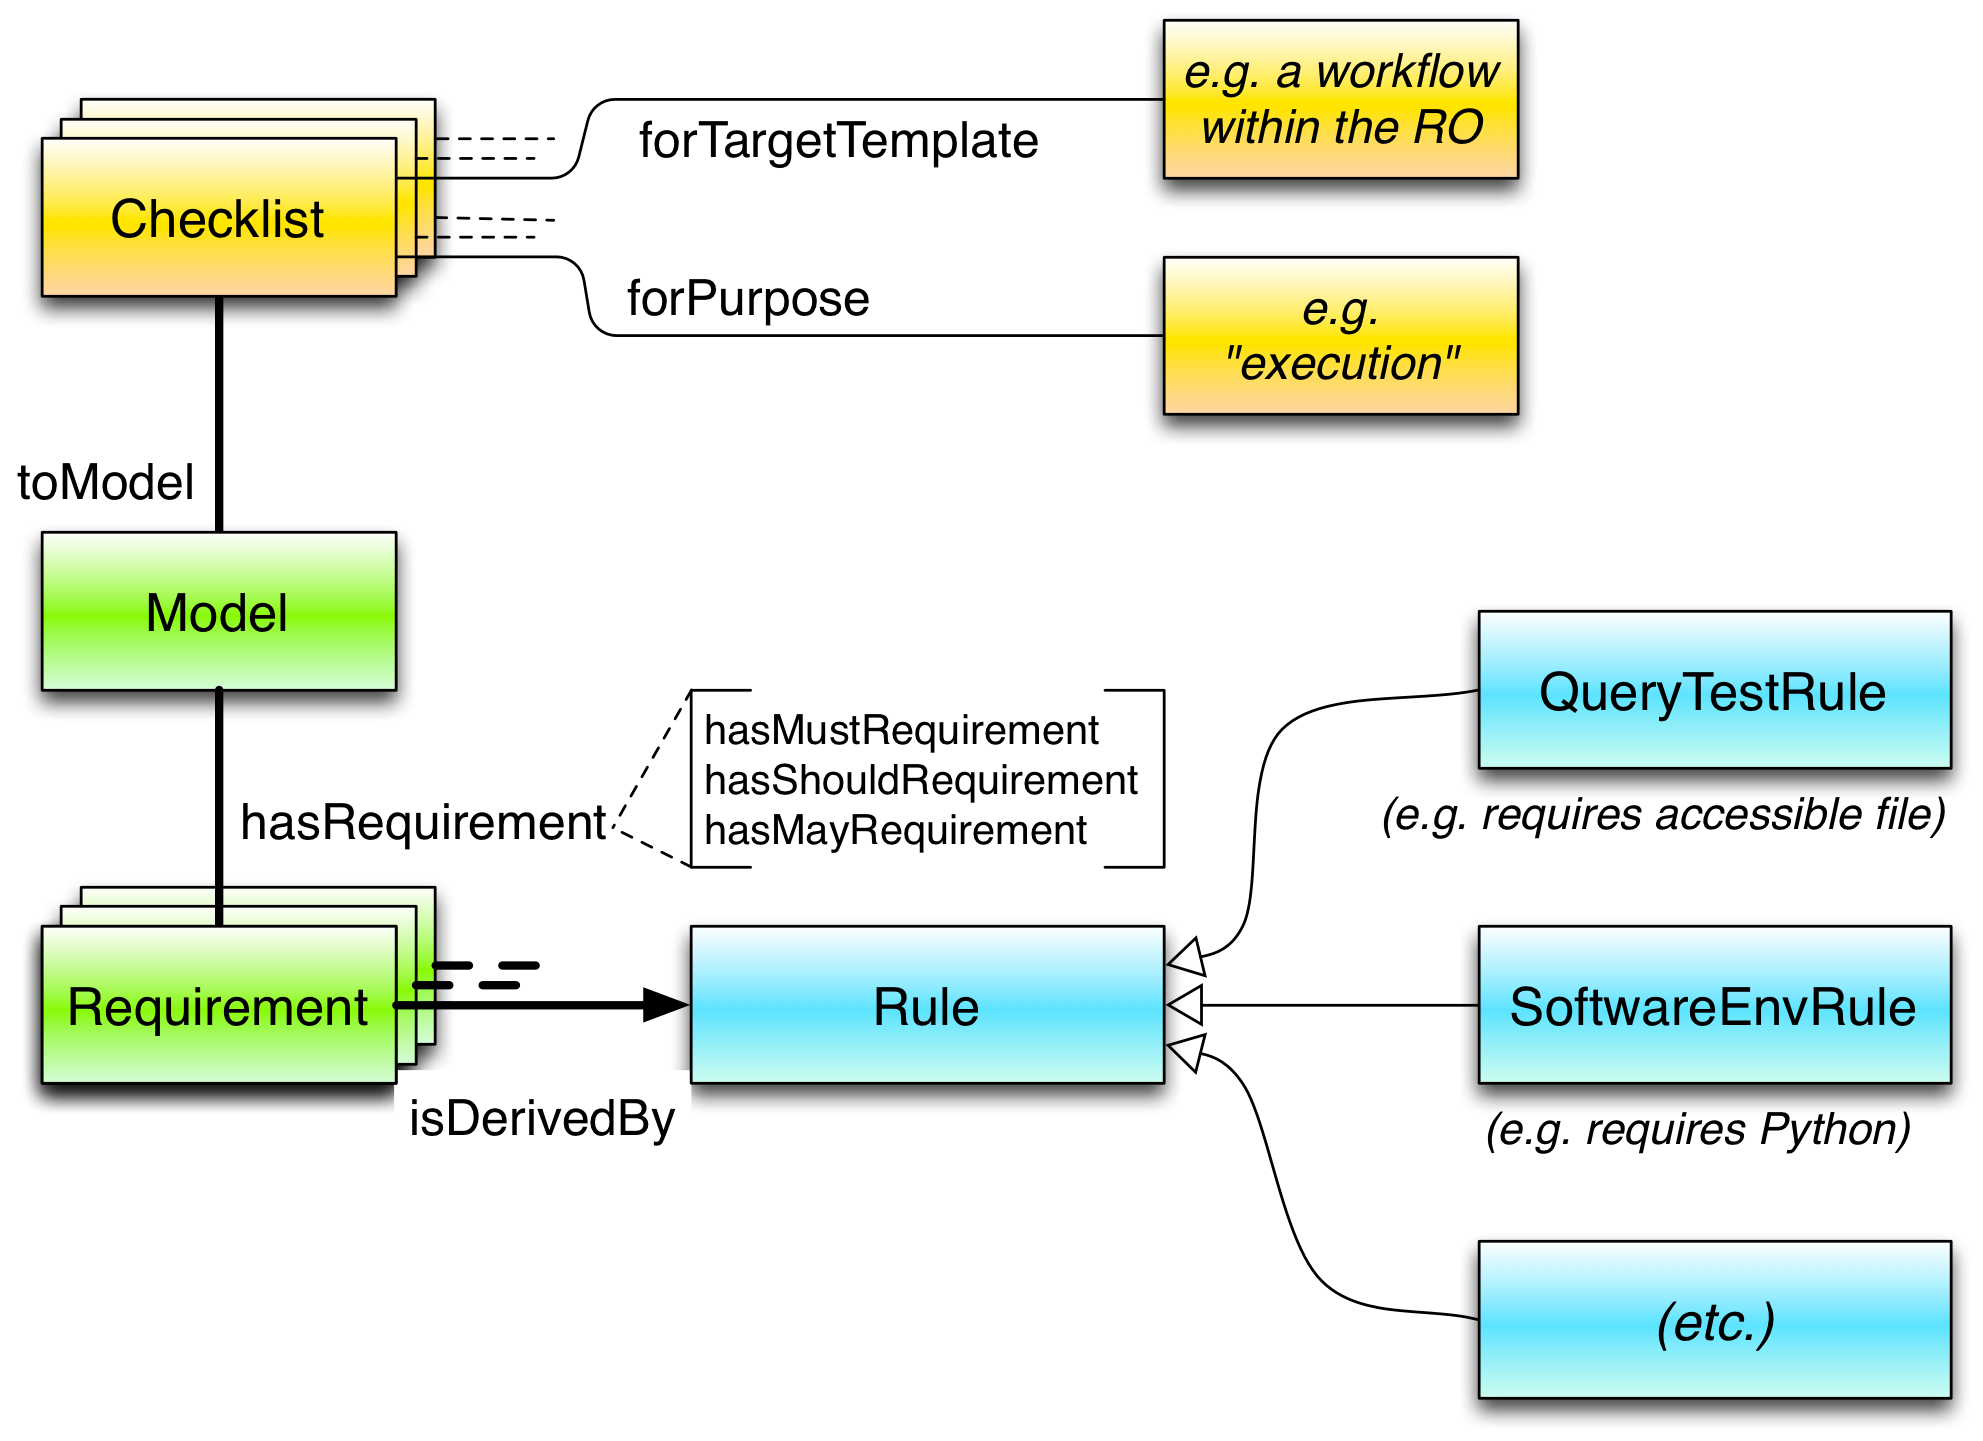 e.g. a workflow
within the RO
forTargetTemplate
Checklist
forPurpose
e.g.
"execution"
toModel
Model
QueryTestRule
hasMustRequirement
hasShouldRequirement
hasMayRequirement
hasRequirement
(e.g. requires accessible file)
Requirement
Rule
SoftwareEnvRule
isDerivedBy
(e.g. requires Python)
(etc.)